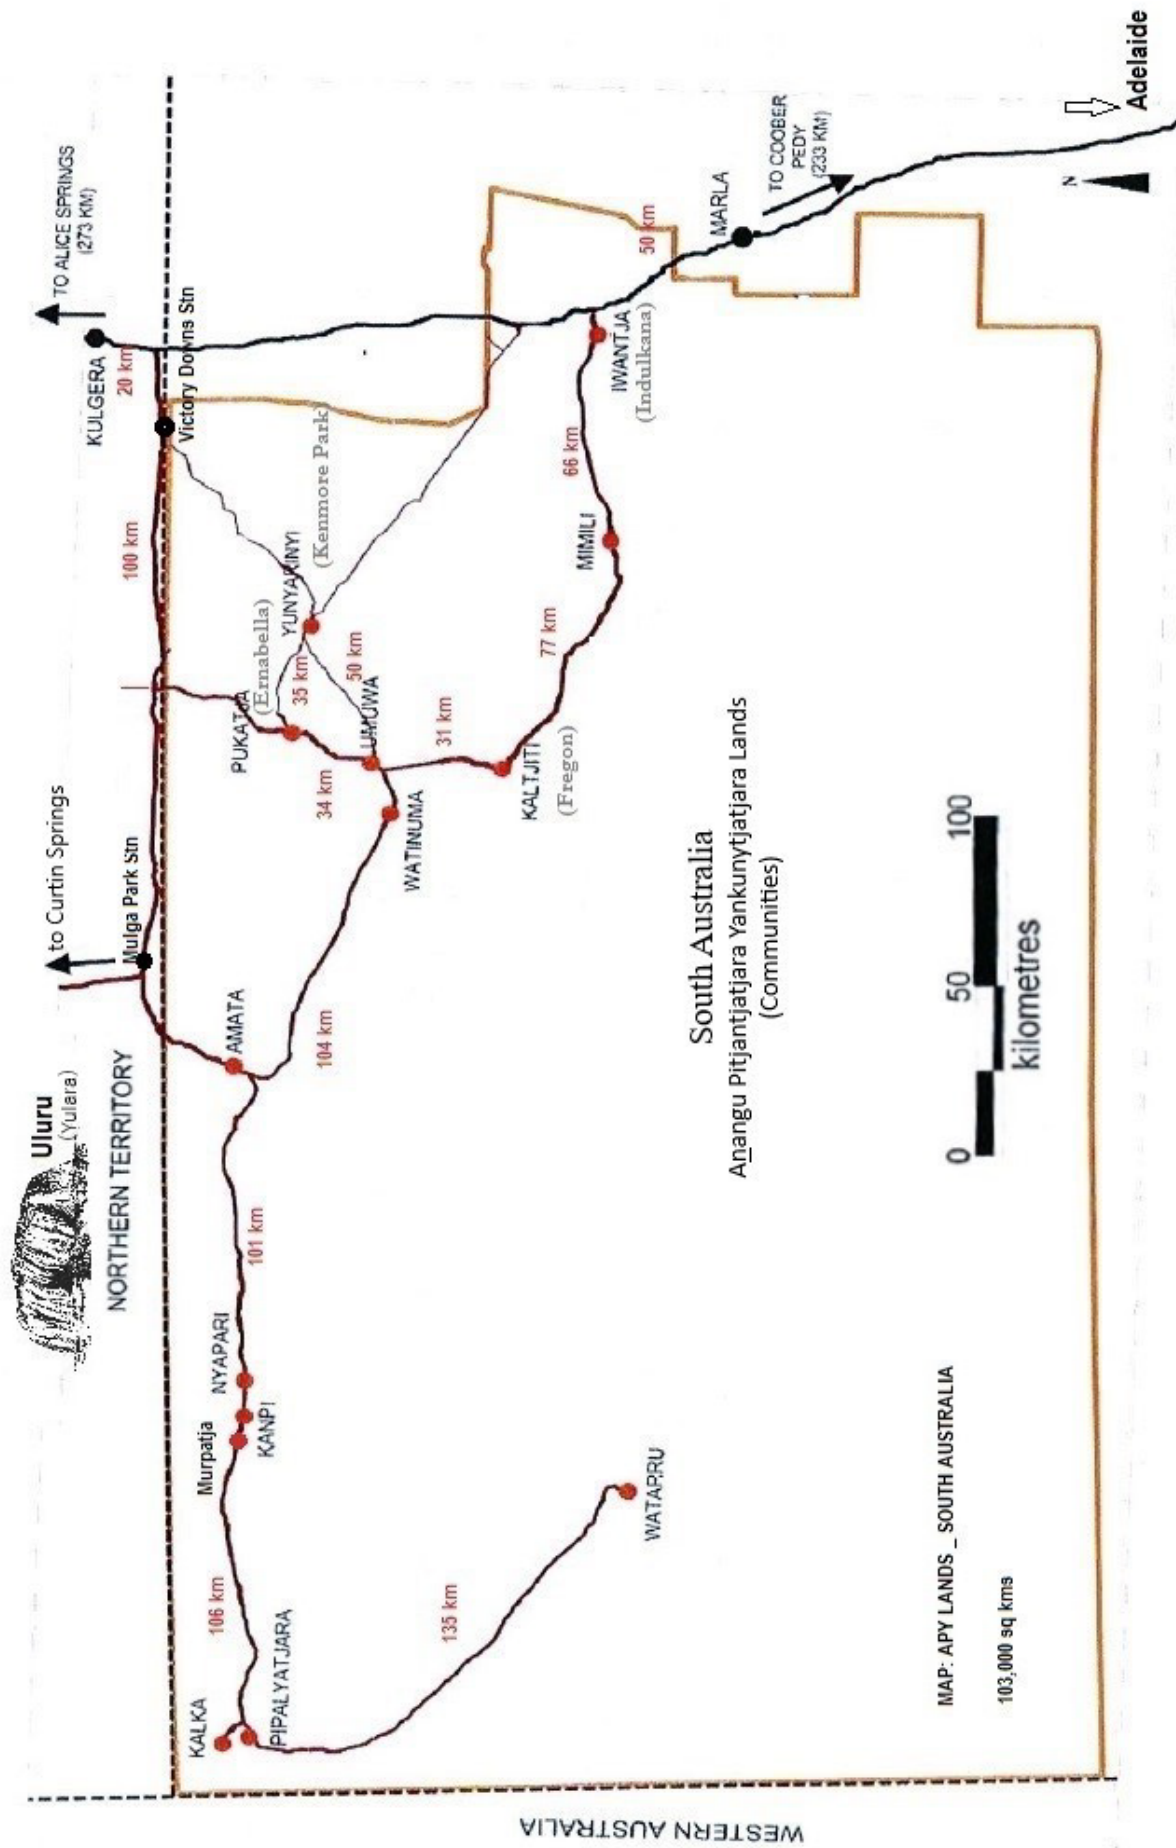 Uluru
(Yulara)
NORTHERN TERRITORY
to Curtin Springs
Mulga Park Stn
TO ALICE SPRINGS
(273 KM)
KULGERA
20 km
Victory Downs Stn
100 km
KALKA
PIPALYATJARA
106 km
Murpatja
KANPI
NYAPARI
101 km
AMATA
104 km
WATINUMA
PUKATJA
(Ernabella)
34 km
35 km
UMUWA
50 km
YUNYARINYI
(Kenmore Park)
31 km
KALTJITI
(Fregon)
77 km
MIMILI
66 km
IWANTJA
(Indulkana)
50 km
MARLA
TO COOBER
PEDY
(233 KM)
Adelaide
N
135 km
WATARRU
South Australia
Anangu Pitjantjatjara Yankunytjatjara Lands
(Communities)
0 50 100
kilometres
MAP: APY LANDS _ SOUTH AUSTRALIA
103,000 sq kms
WESTERN AUSTRALIA